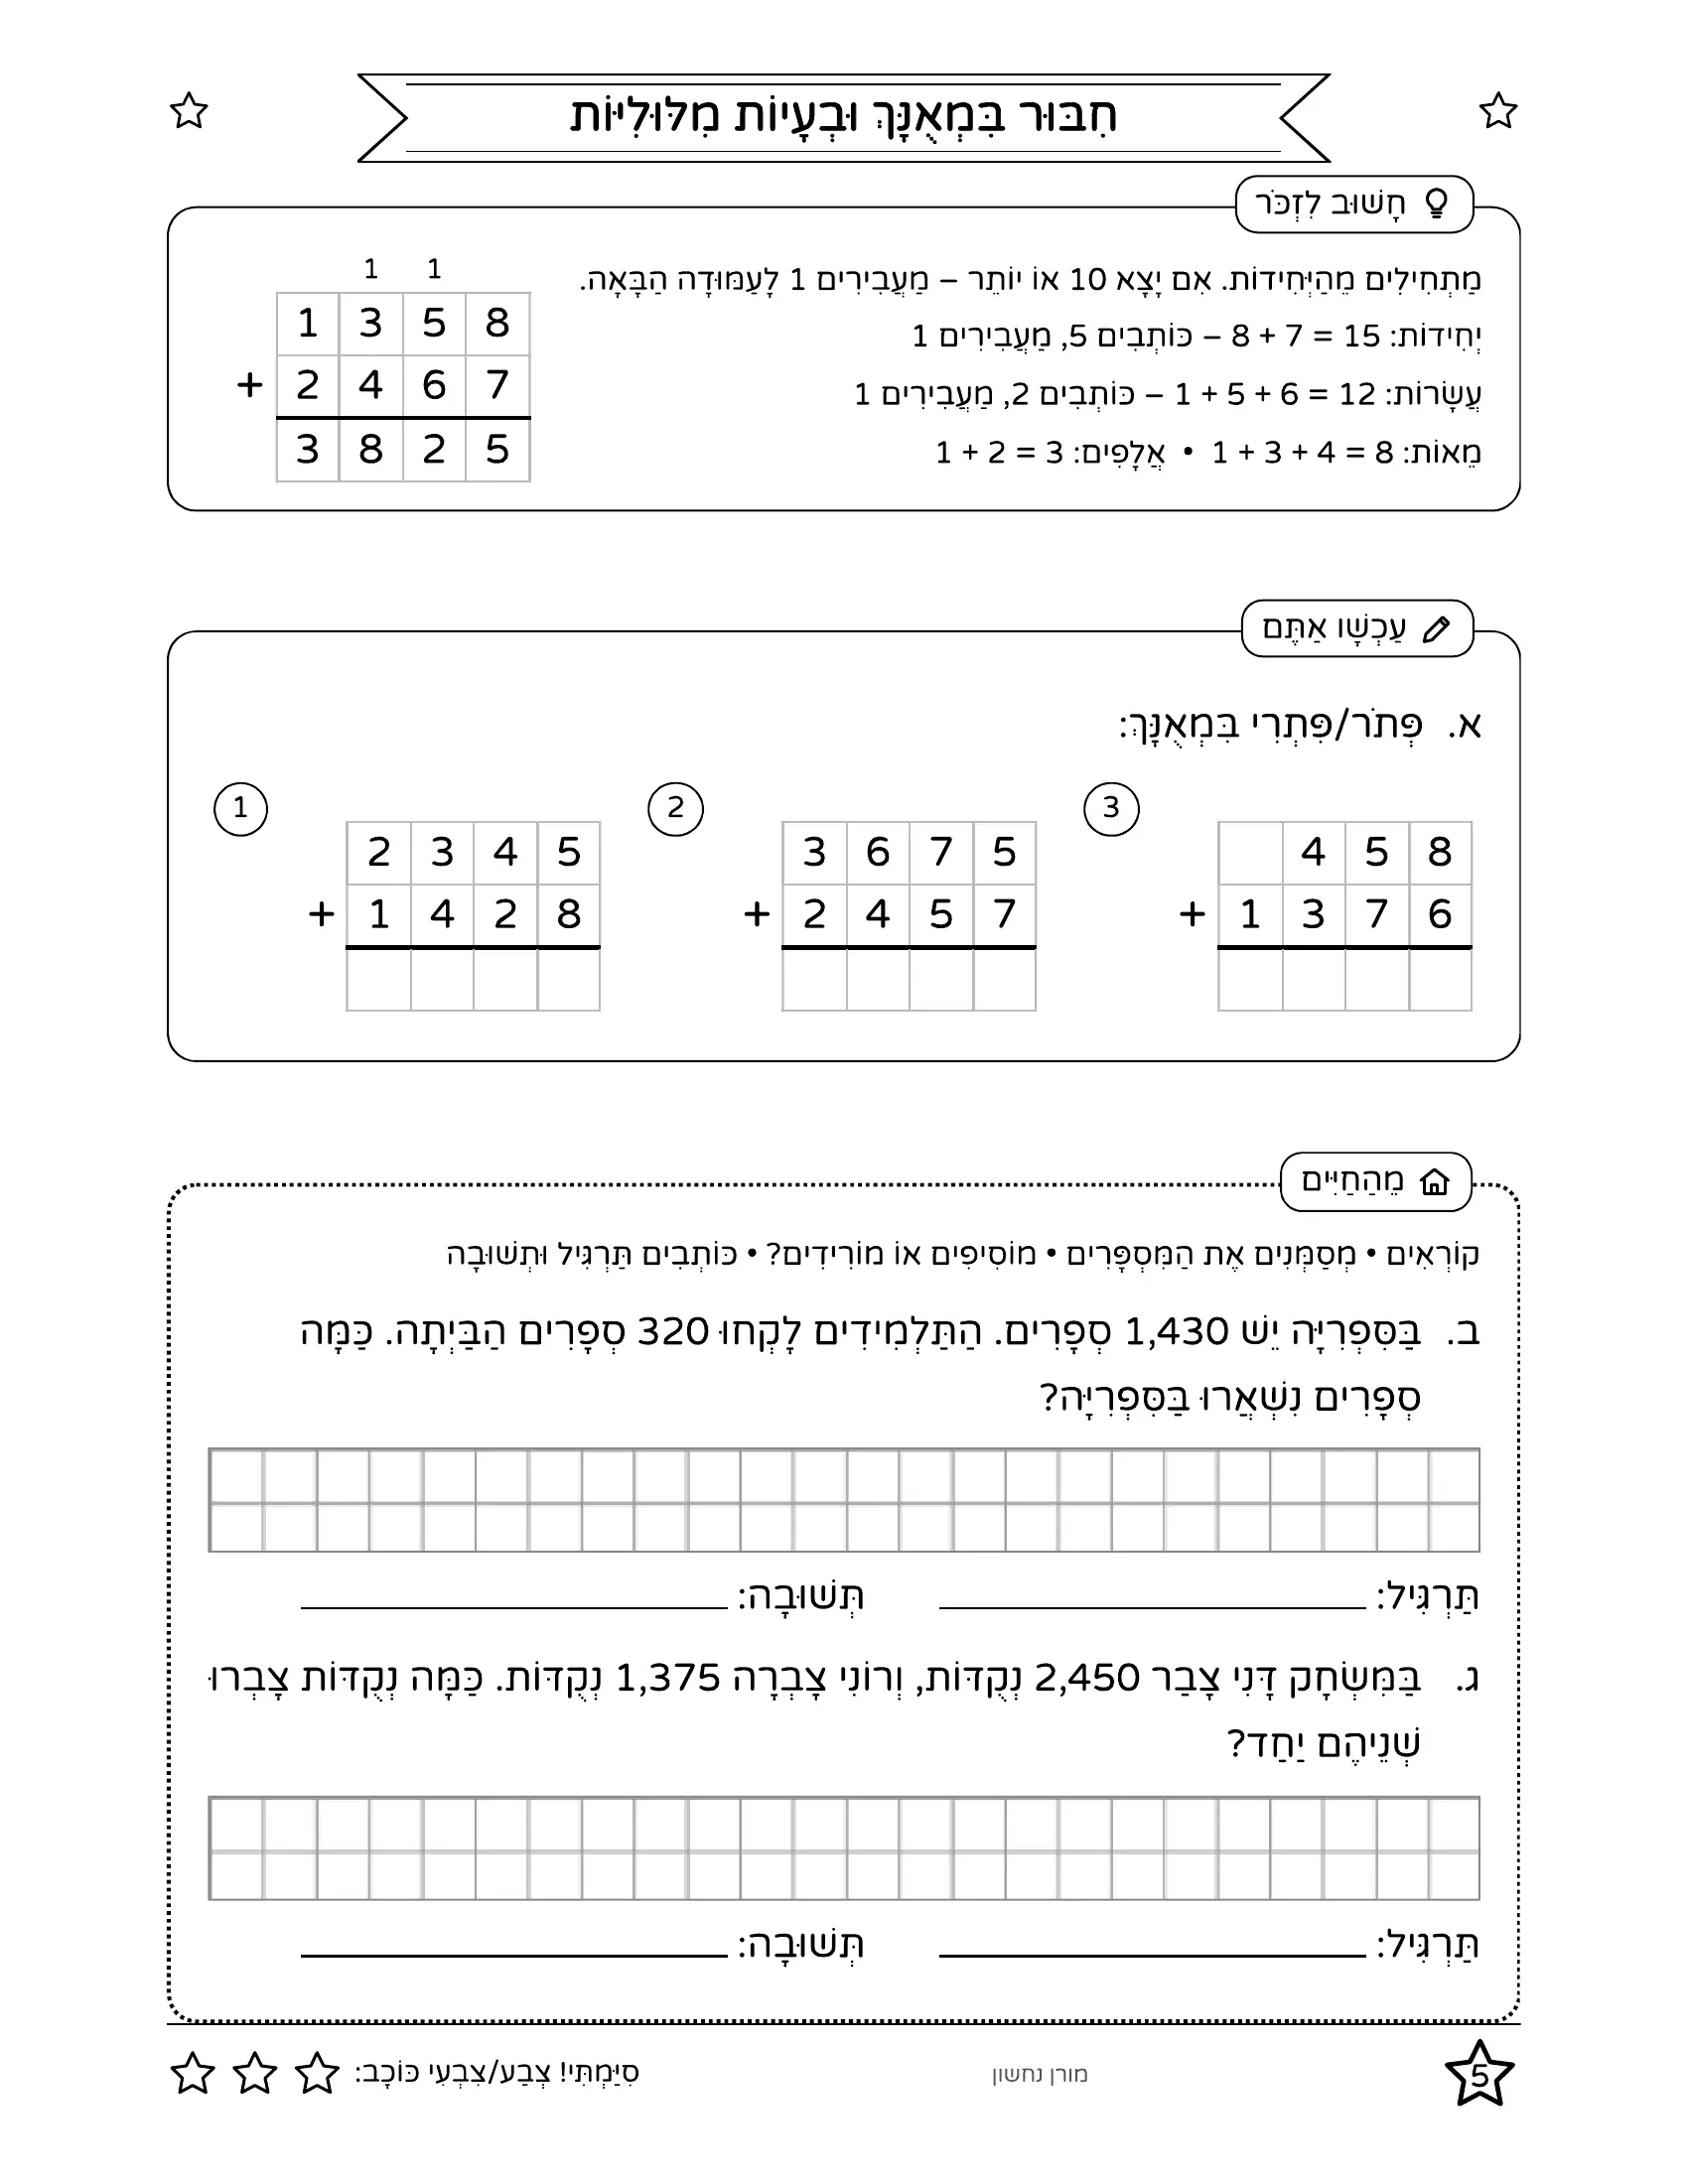 חִבּוּר בִּמְאֻנָּךְ וּבְעָיוֹת מִלּוּלִיּוֹת
חָשׁוּב לִזְכֹּר
מַתְחִילִים מֵהַיְּחִידוֹת. אִם יָצָא 10 אוֹ יוֹתֵר – מַעֲבִירִים 1 לָעַמּוּדָה הַבָּאָה.
יְחִידוֹת: 15 = 7 + 8 – כּוֹתְבִים 5, מַעֲבִירִים 1
עֲשָׂרוֹת: 12 = 6 + 5 + 1 – כּוֹתְבִים 2, מַעֲבִירִים 1
מֵאוֹת: 8 = 4 + 3 + 1 • אֲלָפִים: 3 = 2 + 1
1 1
1 3 5 8
+ 2 4 6 7
3 8 2 5
עַכְשָׁו אַתֶּם
א. פְּתֹר/פִּתְרִי בִּמְאֻנָּךְ:
1
2 3 4 5
+ 1 4 2 8
2
3 6 7 5
+ 2 4 5 7
3
4 5 8
+ 1 3 7 6
מֵהַחַיִּים
קוֹרְאִים • מְסַמְּנִים אֶת הַמִּסְפָּרִים • מוֹסִיפִים אוֹ מוֹרִידִים? • כּוֹתְבִים תַּרְגִּיל וּתְשׁוּבָה
ב. בַּסִּפְרִיָּה יֵשׁ 1,430 סְפָרִים. הַתַּלְמִידִים לָקְחוּ 320 סְפָרִים הַבַּיְתָה. כַּמָּה
סְפָרִים נִשְׁאֲרוּ בַּסִּפְרִיָּה?
תַּרְגִּיל: ____________ תְּשׁוּבָה: ____________
ג. בַּמִּשְׂחָק דָּנִי צָבַר 2,450 נְקֻדּוֹת, וְרוֹנִי צָבְרָה 1,375 נְקֻדּוֹת. כַּמָּה נְקֻדּוֹת צָבְרוּ
שְׁנֵיהֶם יַחַד?
תַּרְגִּיל: ____________ תְּשׁוּבָה: ____________
5
מורן נחשון
סִיַּמְתִּי! צְבַע/צִבְעִי כּוֹכָב: